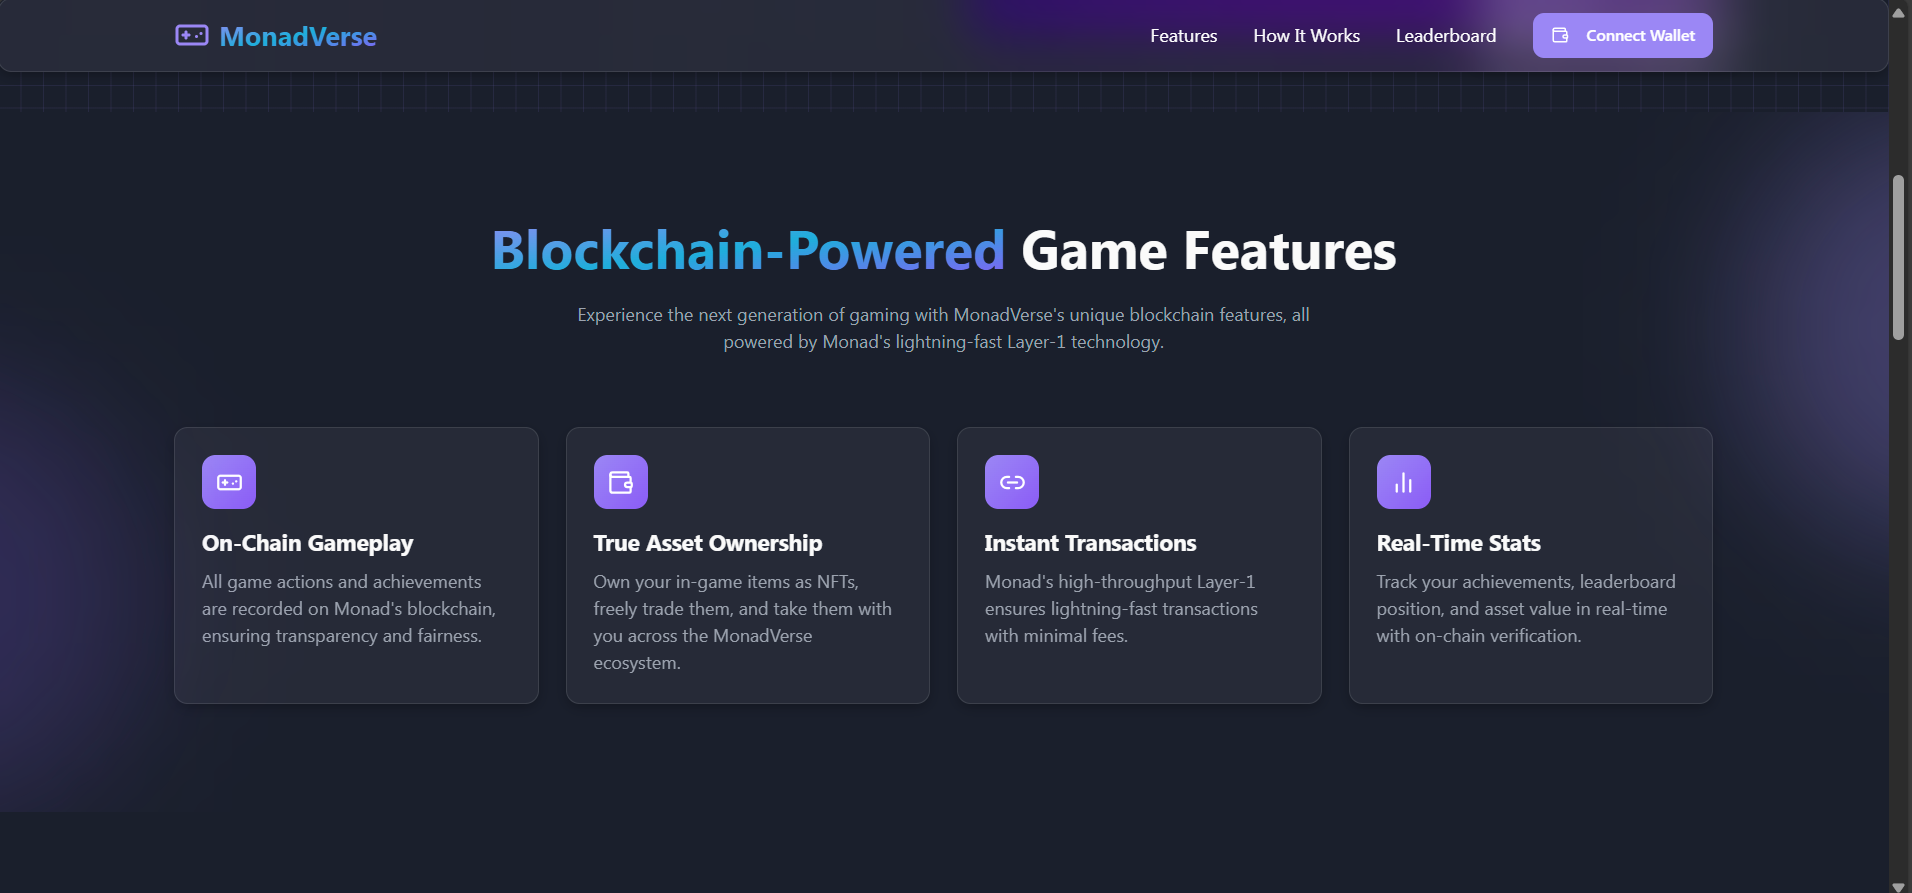 MonadVerse
Features
How It Works
Leaderboard
Connect Wallet
Blockchain-Powered Game Features
Experience the next generation of gaming with MonadVerse's unique blockchain features, all
powered by Monad's lightning-fast Layer-1 technology.
On-Chain Gameplay
All game actions and achievements
are recorded on Monad's blockchain,
ensuring transparency and fairness.
True Asset Ownership
Own your in-game items as NFTs,
freely trade them, and take them with
you across the MonadVerse
ecosystem.
Instant Transactions
Monad's high-throughput Layer-1
ensures lightning-fast transactions
with minimal fees.
Real-Time Stats
Track your achievements, leaderboard
position, and asset value in real-time
with on-chain verification.